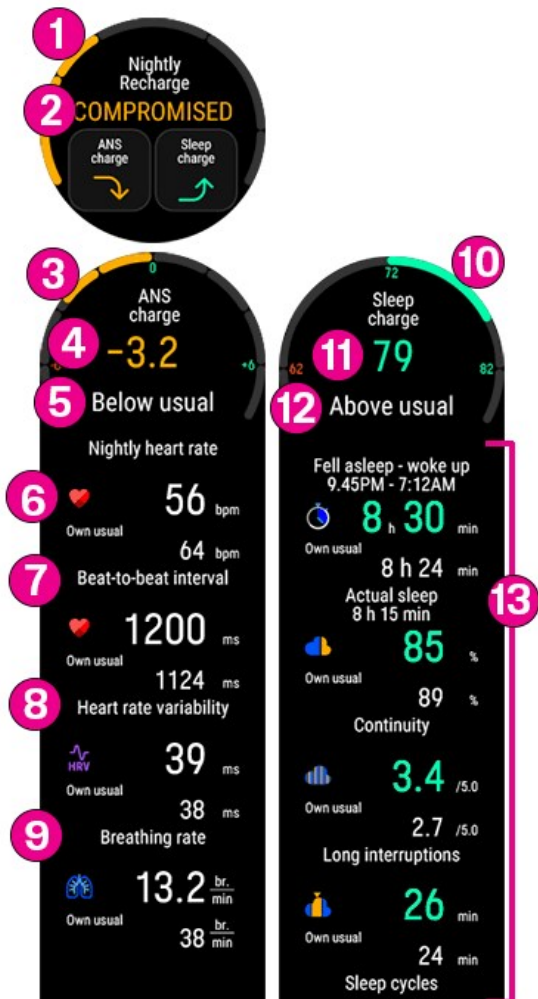 1
Nightly
Recharge
2
COMPROMISED
ANS
charge
Sleep
charge
3
0
ANS
charge
4
-3.2
+6
5
Below usual
Nightly heart rate
6
56 bpm
Own usual
64 bpm
7
Beat-to-beat interval
1200 ms
Own usual
1124 ms
8
Heart rate variability
HRV
39 ms
Own usual
38 ms
9
Breathing rate
13.2 br./min
Own usual
38 br./min
10
72
Sleep
charge
11
79
62
82
12
Above usual
13
Fell asleep - woke up
9.45PM - 7:12AM
8 h 30 min
Own usual
8 h 24 min
Actual sleep
8 h 15 min
85 %
Own usual
89 %
Continuity
3.4 /5.0
Own usual
2.7 /5.0
Long interruptions
26 min
Own usual
24 min
Sleep cycles